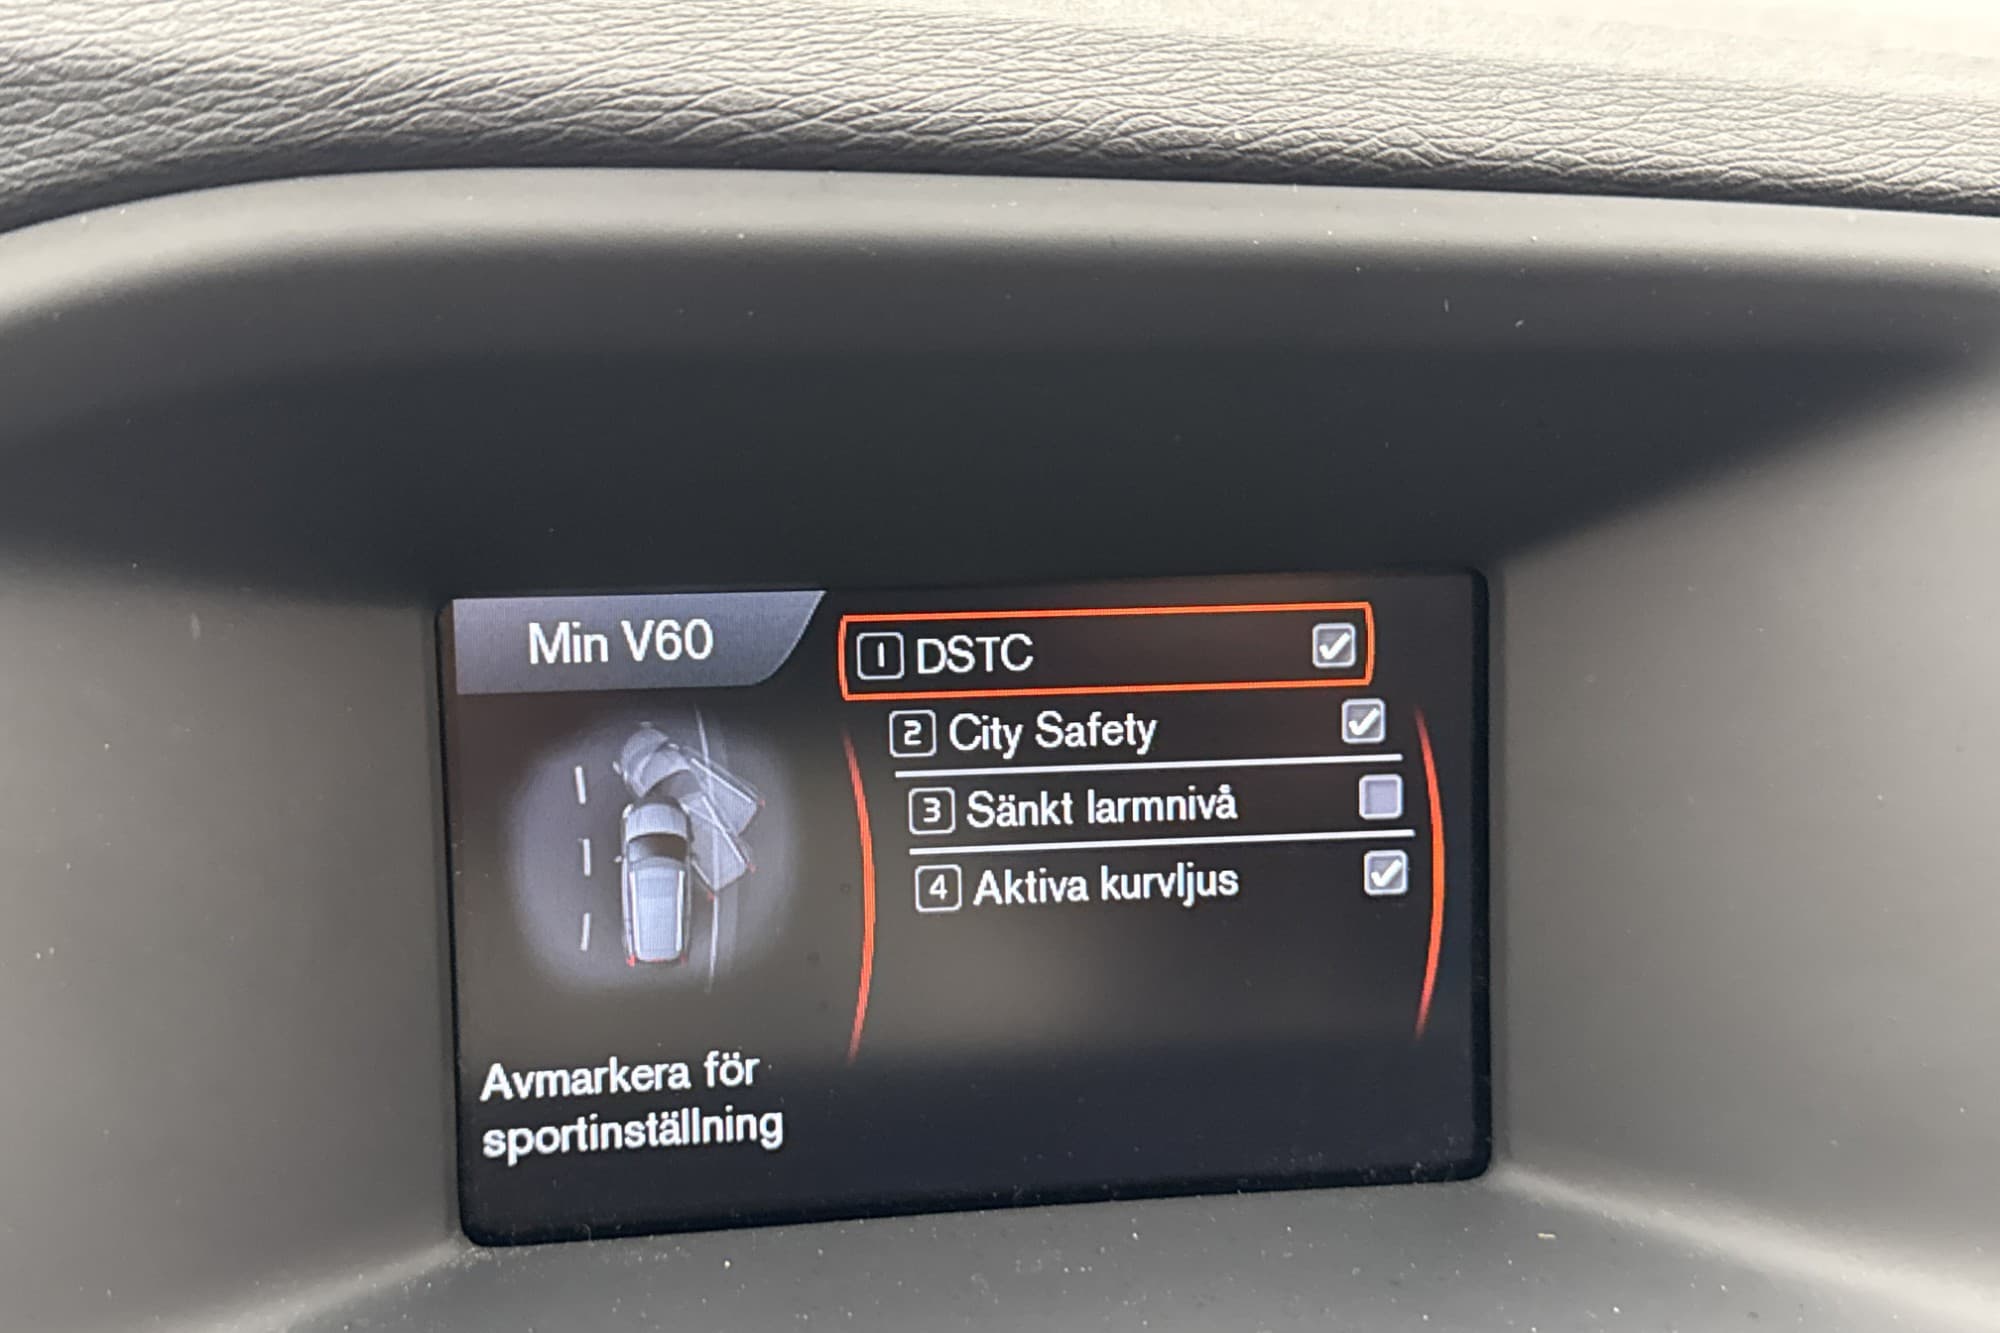 Min V60
1 DSTC
2 City Safety
3 Sänkt larmnivå
4 Aktiva kurvljus
Avmarkera för
sportinställning